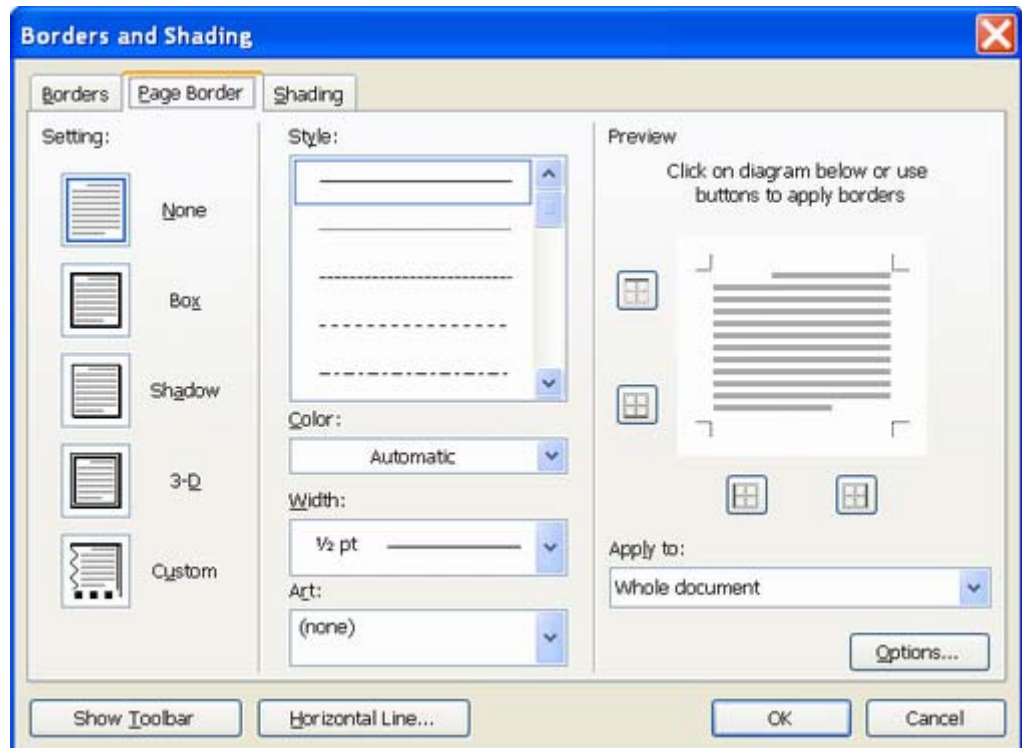 Borders and Shading
Borders
Page Border
Shading
Setting:
None
Box
Shadow
3-D
Custom
Style:
Color:
Automatic
Width:
½ pt
Art:
(none)
Preview
Click on diagram below or use
buttons to apply borders
Apply to:
Whole document
Options...
Show Toolbar
Horizontal Line...
OK
Cancel